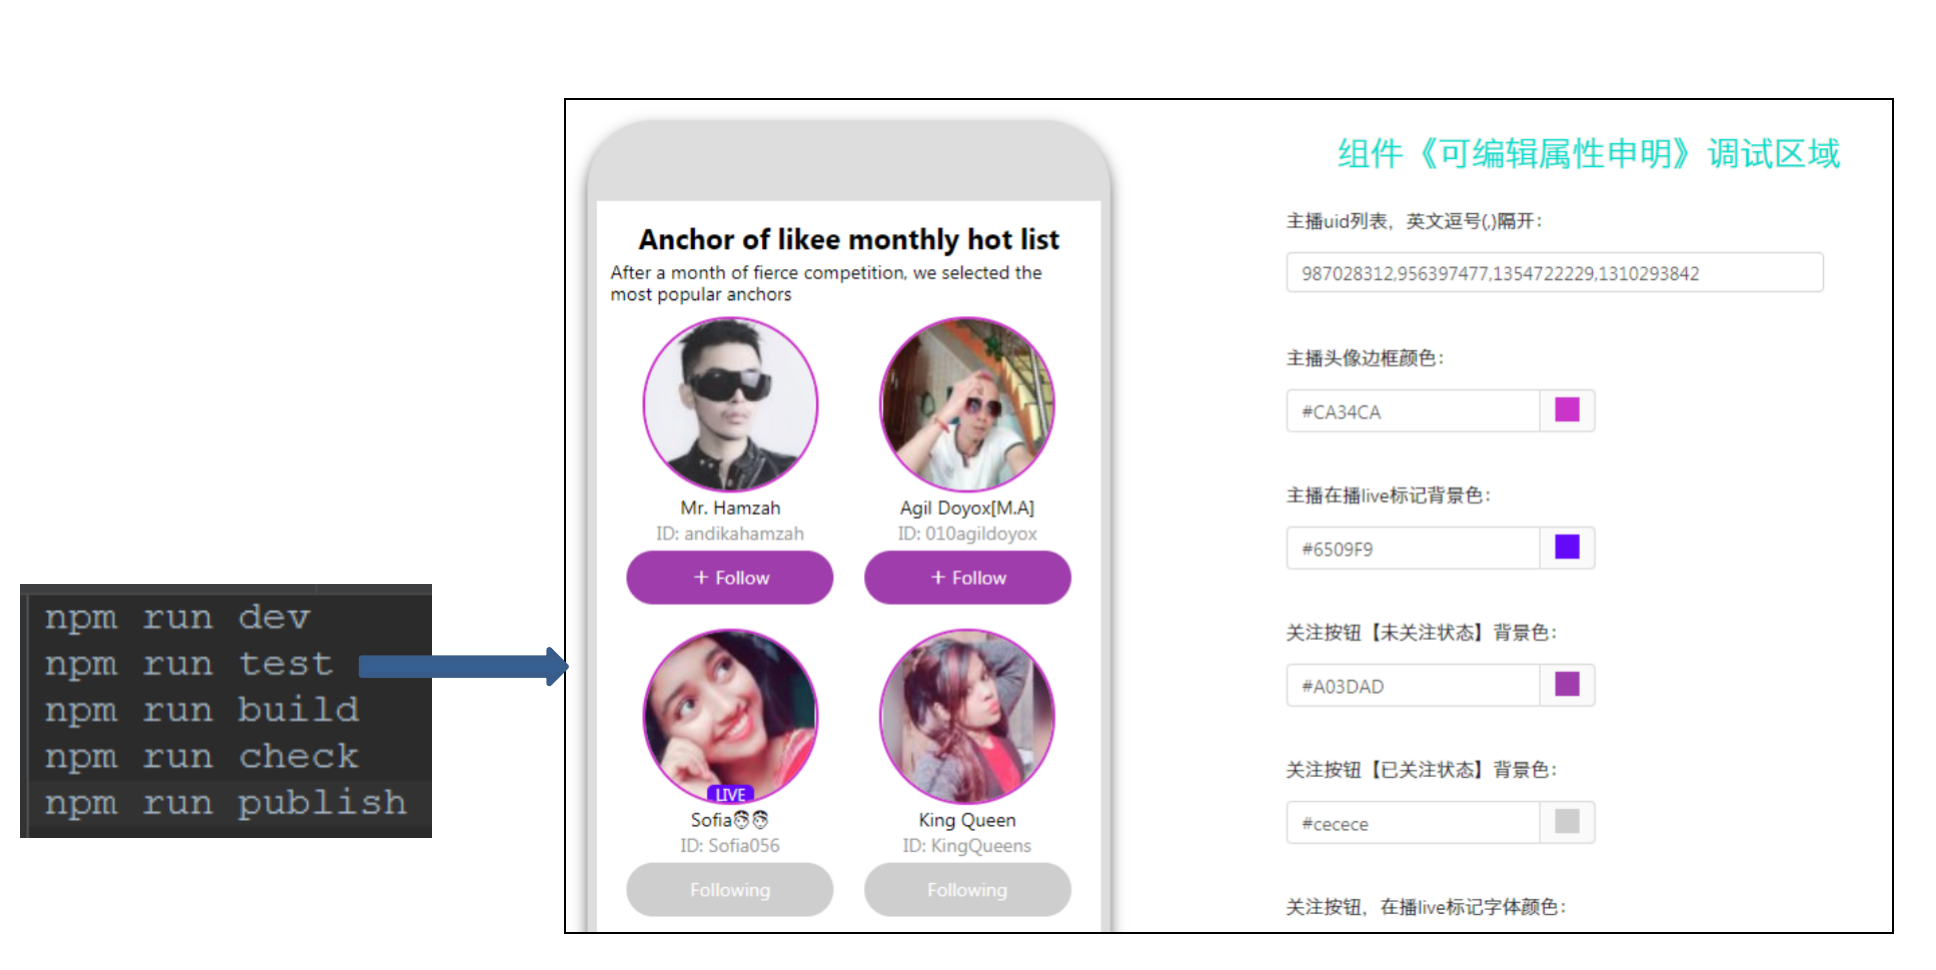 npm run dev
npm run test
npm run build
npm run check
npm run publish
Anchor of likee monthly hot list
After a month of fierce competition, we selected the
most popular anchors
Mr. Hamzah
ID: andikahamzah
+ Follow
Agil Doyox[M.A]
ID: 010agildoyox
+ Follow
LIVE
Sofia
ID: Sofia056
Following
King Queen
ID: KingQueens
Following
组件《可编辑属性申明》调试区域
主播uid列表，英文逗号(,)隔开：
987028312,956397477,1354722229,1310293842
主播头像边框颜色：
#CA34CA
主播在播live标记背景色：
#6509F9
关注按钮【未关注状态】背景色：
#A03DAD
关注按钮【已关注状态】背景色：
#cecece
关注按钮，在播live标记字体颜色：